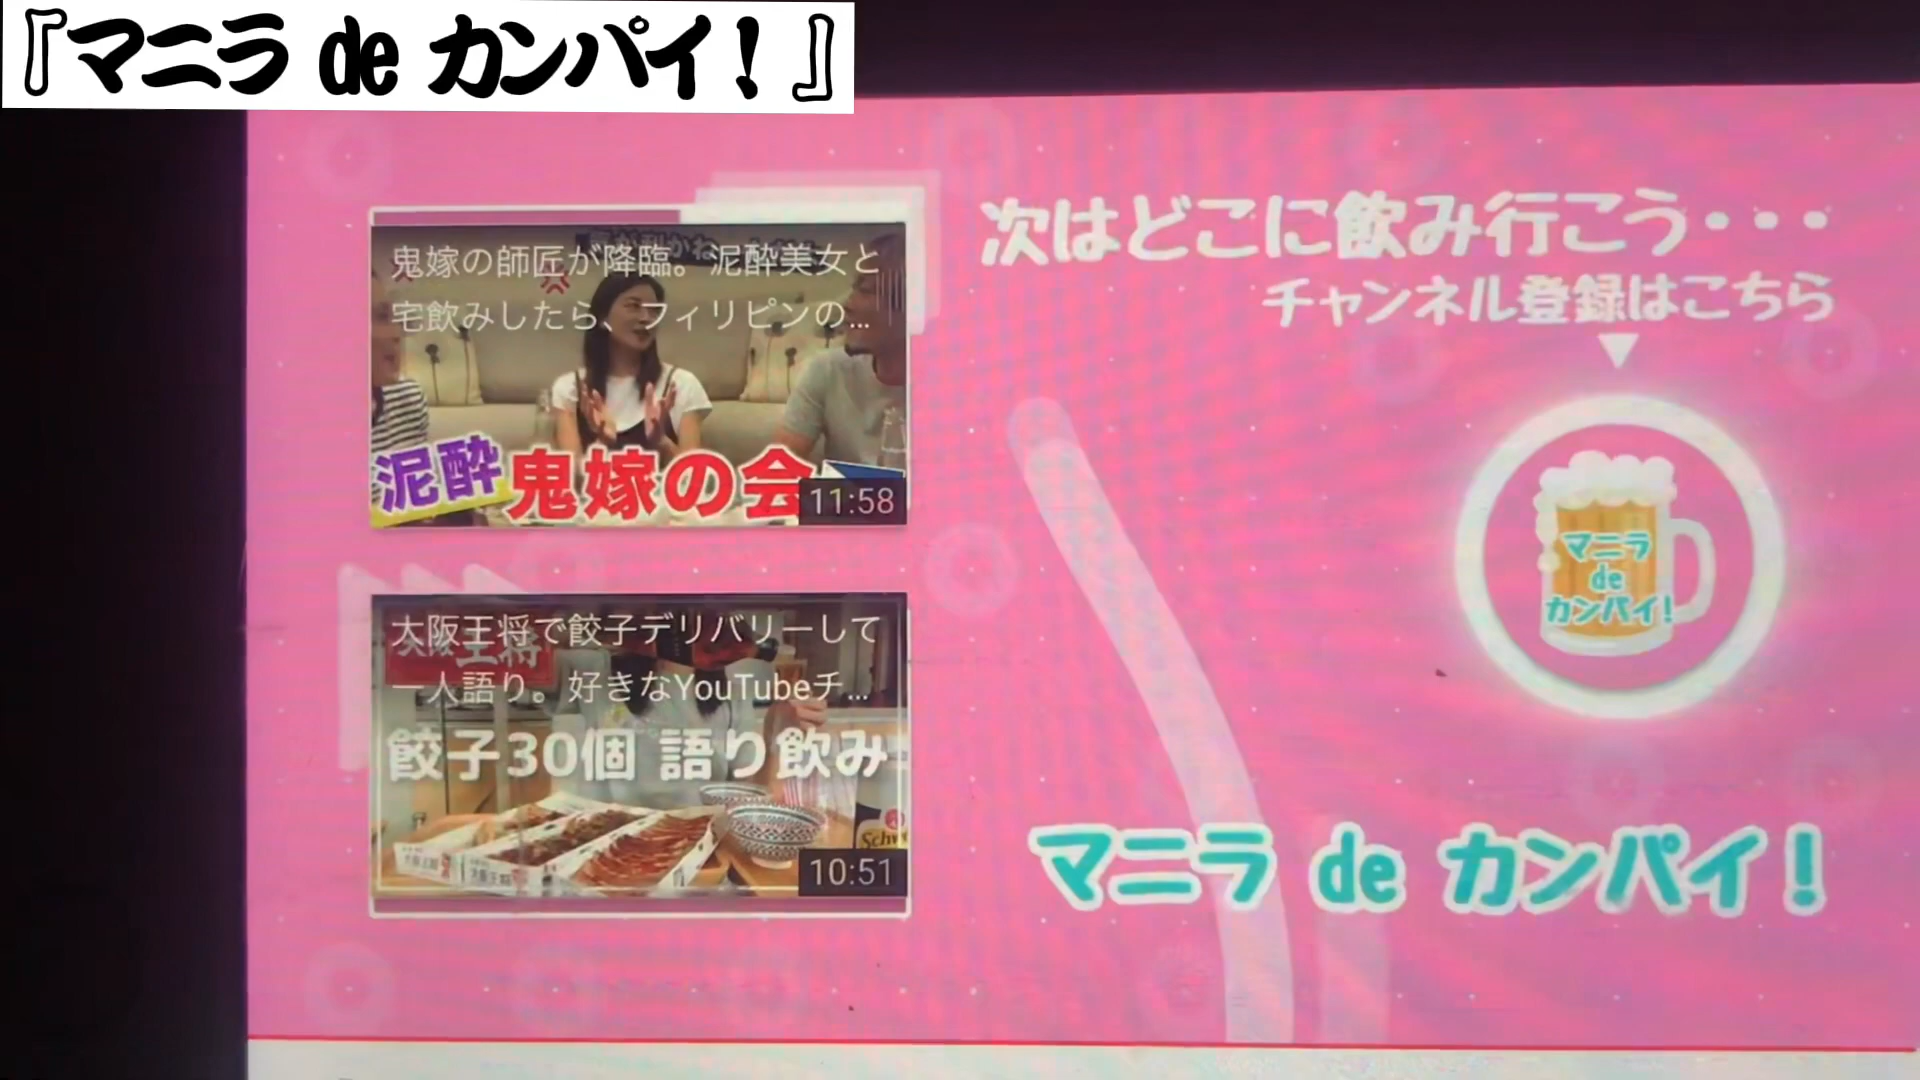 『マニラ de カンパイ！』
次はどこに飲み行こう・・・
チャンネル登録はこちら
鬼嫁の師匠が降臨。泥酔美女と
宅飲みしたら、フィリピンの...
泥酔 鬼嫁の会
11:58
マニラ
de
カンパイ！
大阪王将で餃子デリバリーして
一人語り。好きなYouTubeチ...
大阪王将
餃子30個 語り飲み
10:51
マニラ de カンパイ！